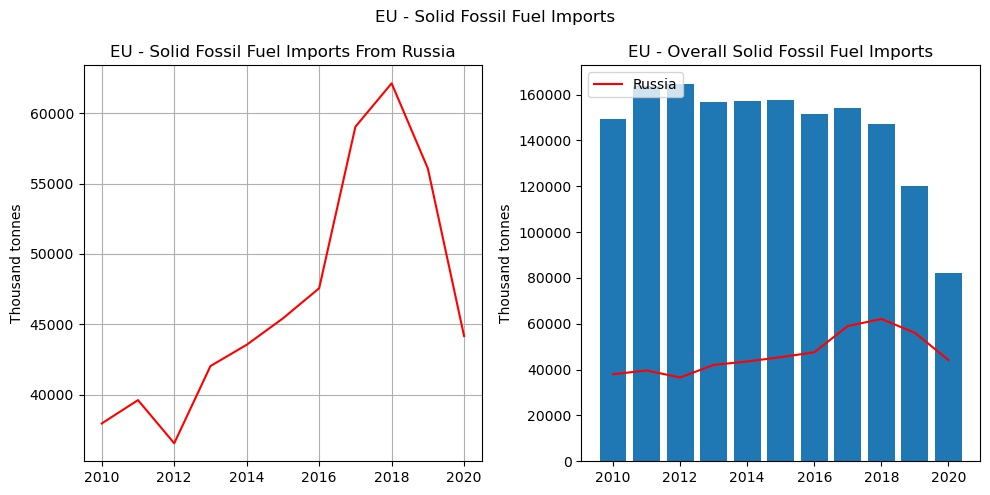 EU - Solid Fossil Fuel Imports
EU - Solid Fossil Fuel Imports From Russia
Thousand tonnes
60000
55000
50000
45000
40000
2010 2012 2014 2016 2018 2020
EU - Overall Solid Fossil Fuel Imports
Russia
Thousand tonnes
160000
140000
120000
100000
80000
60000
40000
20000
0
2010 2012 2014 2016 2018 2020